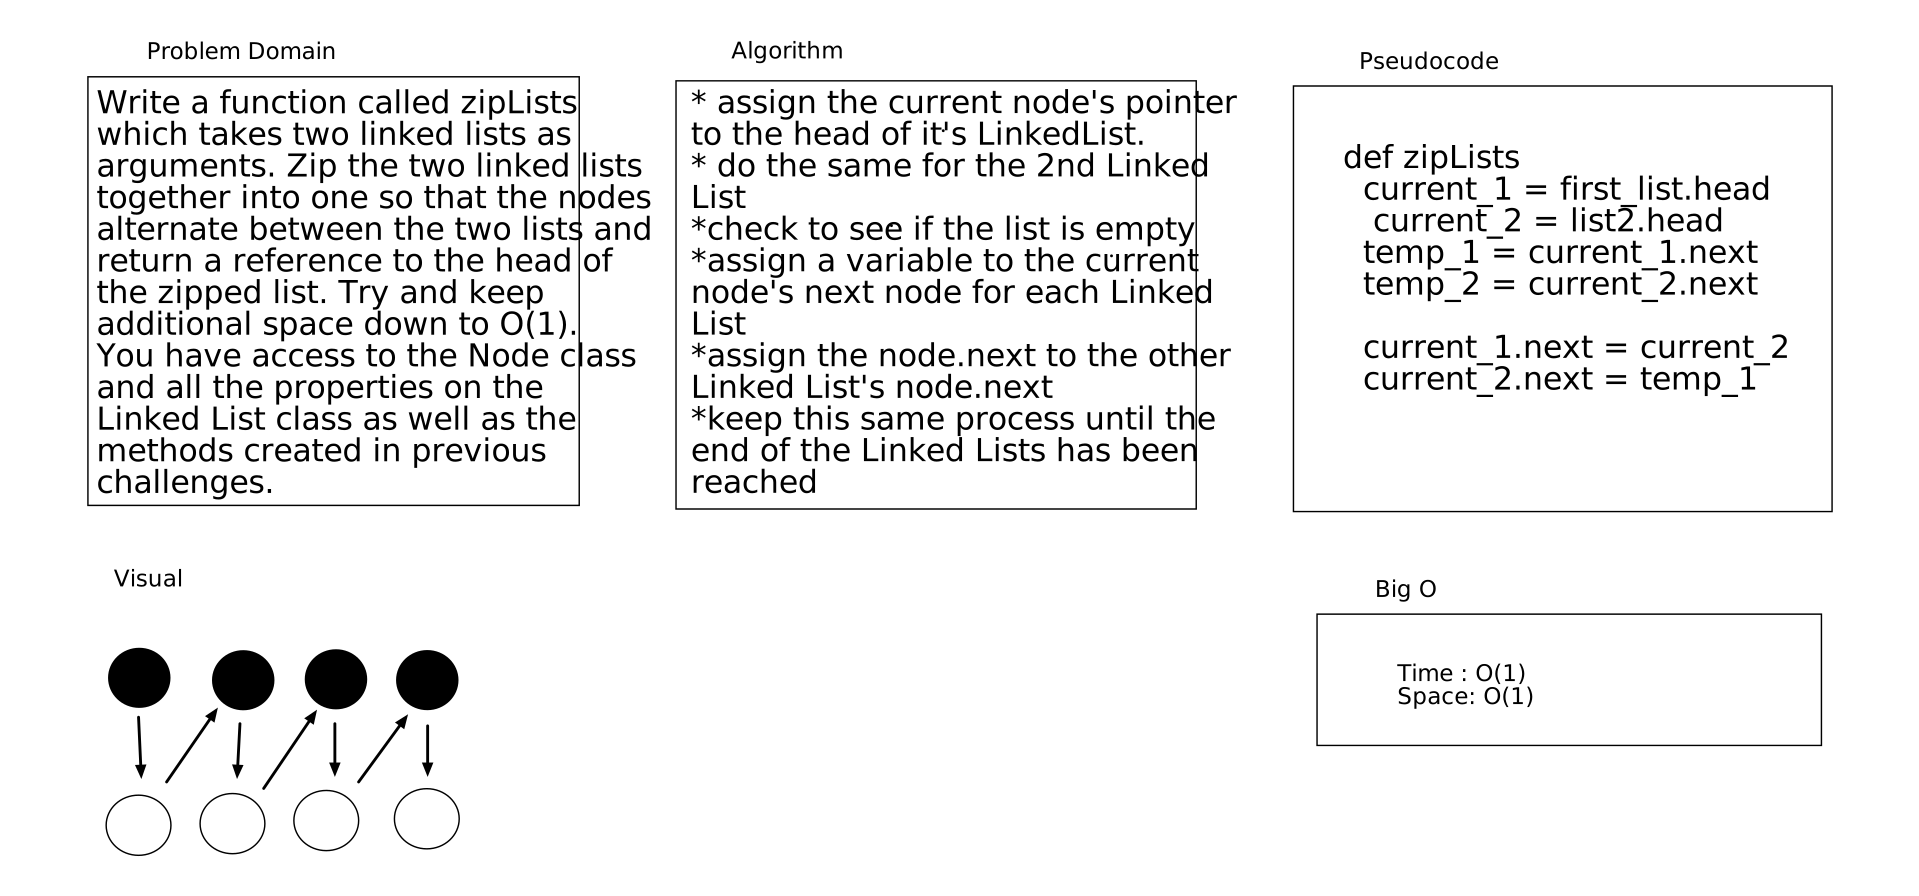 Problem Domain
Write a function called zipLists
which takes two linked lists as
arguments. Zip the two linked lists
together into one so that the nodes
alternate between the two lists and
return a reference to the head of
the zipped list. Try and keep
additional space down to O(1).
You have access to the Node class
and all the properties on the
Linked List class as well as the
methods created in previous
challenges.
Algorithm
* assign the current node's pointer
to the head of it's LinkedList.
* do the same for the 2nd Linked
List
*check to see if the list is empty
*assign a variable to the current
node's next node for each Linked
List
*assign the node.next to the other
Linked List's node.next
*keep this same process until the
end of the Linked Lists has been
reached
Pseudocode
def zipLists
current_1 = first_list.head
current_2 = list2.head
temp_1 = current_1.next
temp_2 = current_2.next
current_1.next = current_2
current_2.next = temp_1
Visual
Big O
Time : O(1)
Space: O(1)